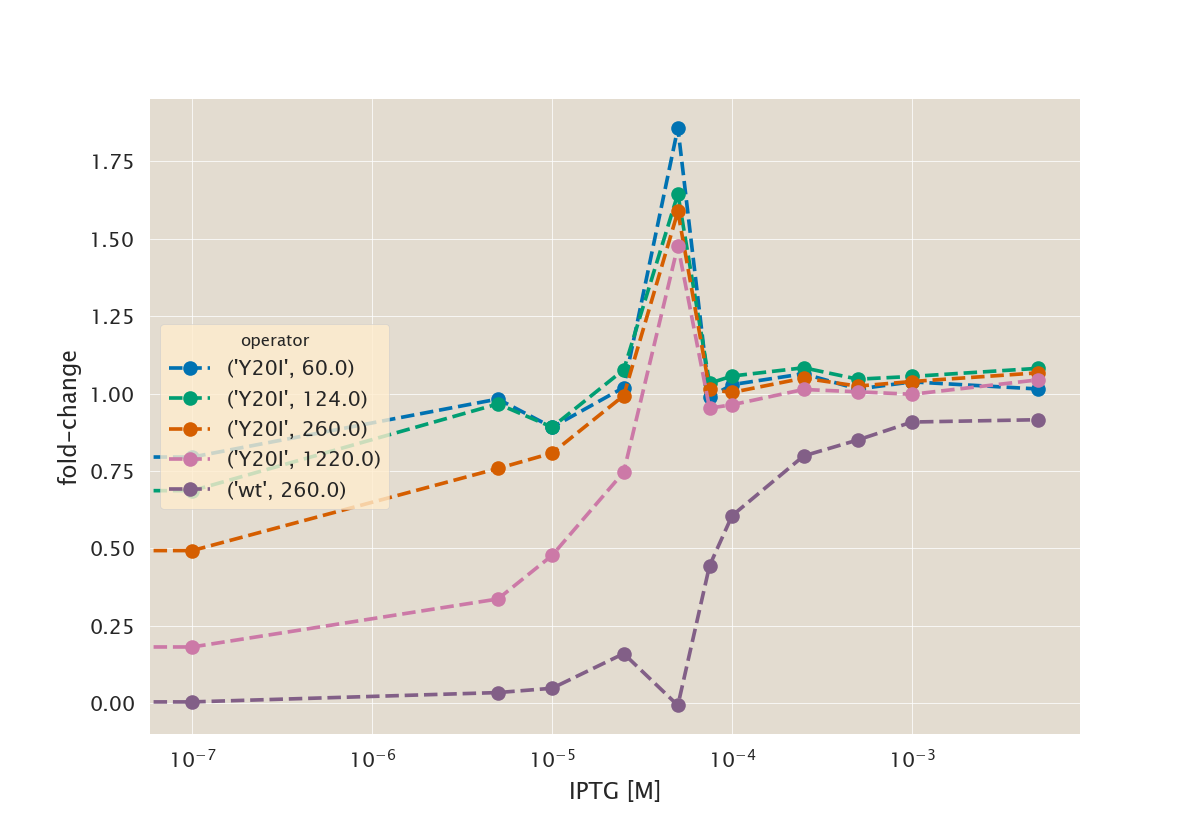 1.75
1.50
1.25
1.00
0.75
0.50
0.25
0.00
fold-change
operator
('Y20I', 60.0)
('Y20I', 124.0)
('Y20I', 260.0)
('Y20I', 1220.0)
('wt', 260.0)
10⁻⁷ 10⁻⁶ 10⁻⁵ 10⁻⁴ 10⁻³
IPTG [M]